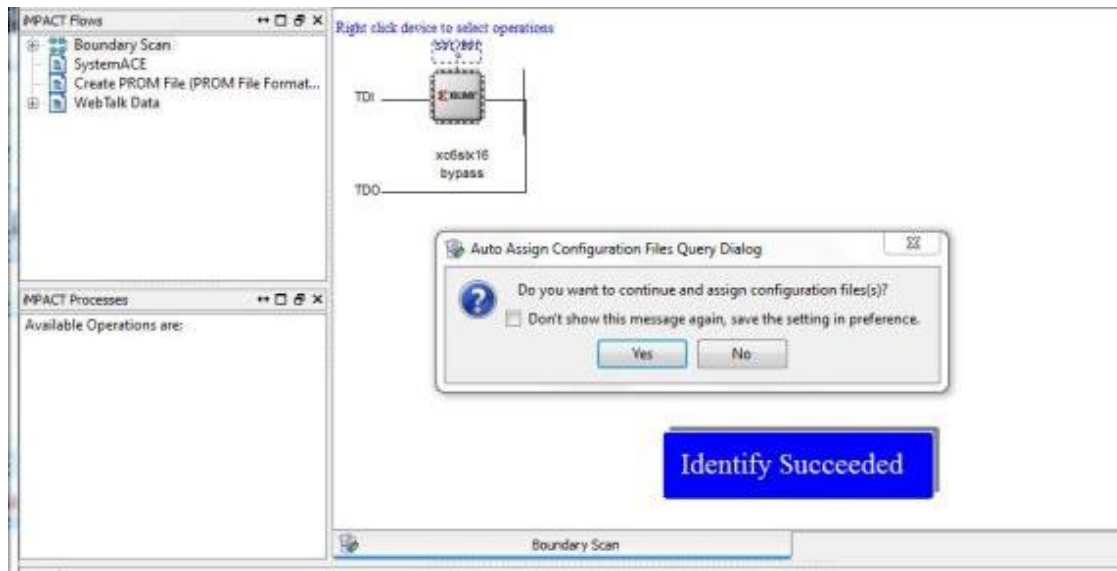 iMPACT Flows
Boundary Scan
SystemACE
Create PROM File (PROM File Format...
WebTalk Data
iMPACT Processes
Available Operations are:
Right click device to select operations
SPI/BPI
TDI
XILINX
xc6slx16
bypass
TDO
Auto Assign Configuration Files Query Dialog
Do you want to continue and assign configuration files(s)?
Don't show this message again, save the setting in preference.
Yes
No
Identify Succeeded
Boundary Scan